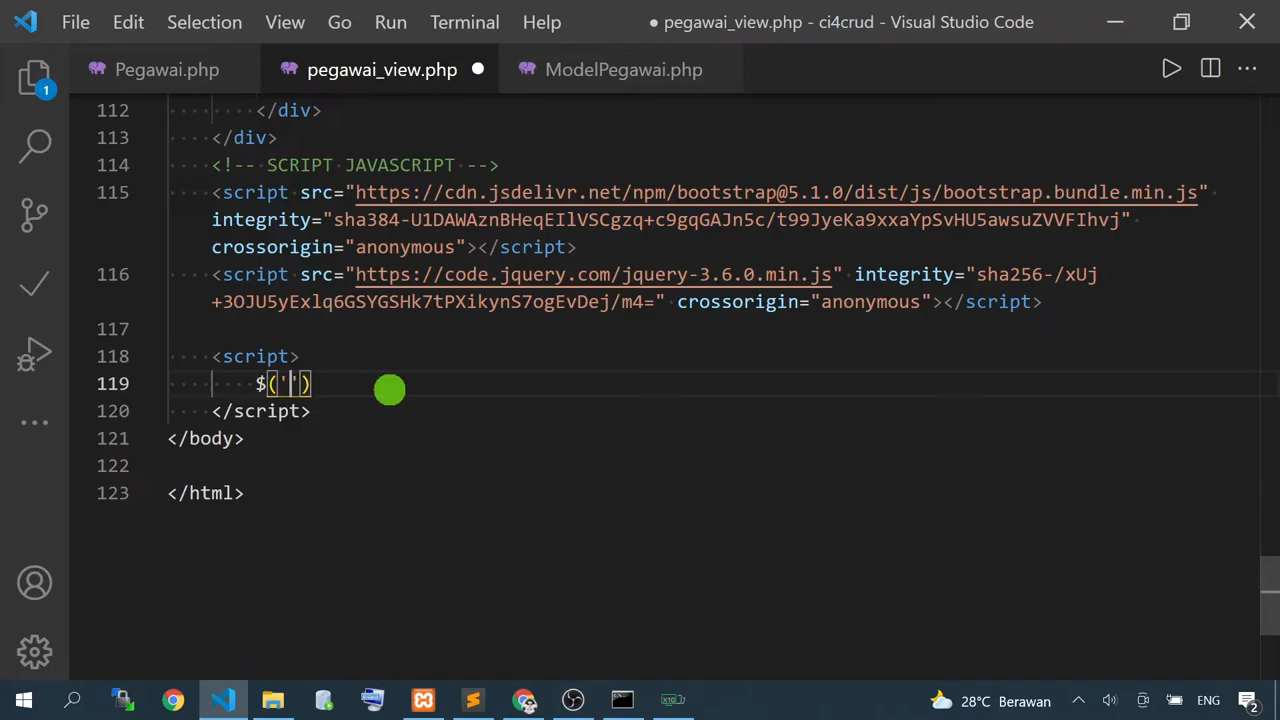 File Edit Selection View Go Run Terminal Help ● pegawai_view.php - ci4crud - Visual Studio Code
Pegawai.php pegawai_view.php ● ModelPegawai.php
1
112 </div>
113 </div>
114 <!-- SCRIPT JAVASCRIPT -->
115 <script src="https://cdn.jsdelivr.net/npm/bootstrap@5.1.0/dist/js/bootstrap.bundle.min.js"
integrity="sha384-U1DAWAznBHeqEIlVSCgzq+c9gqGAJn5c/t99JyeKa9xxaYpSvHU5awsuZVVFIhvj"
crossorigin="anonymous"></script>
116 <script src="https://code.jquery.com/jquery-3.6.0.min.js" integrity="sha256-/xUj
+3OJU5yExlq6GSYGSHk7tPXikynS7ogEvDej/m4=" crossorigin="anonymous"></script>
117
118 <script>
119 $('')
120 </script>
121 </body>
122
123 </html>
28°C Berawan ENG 2